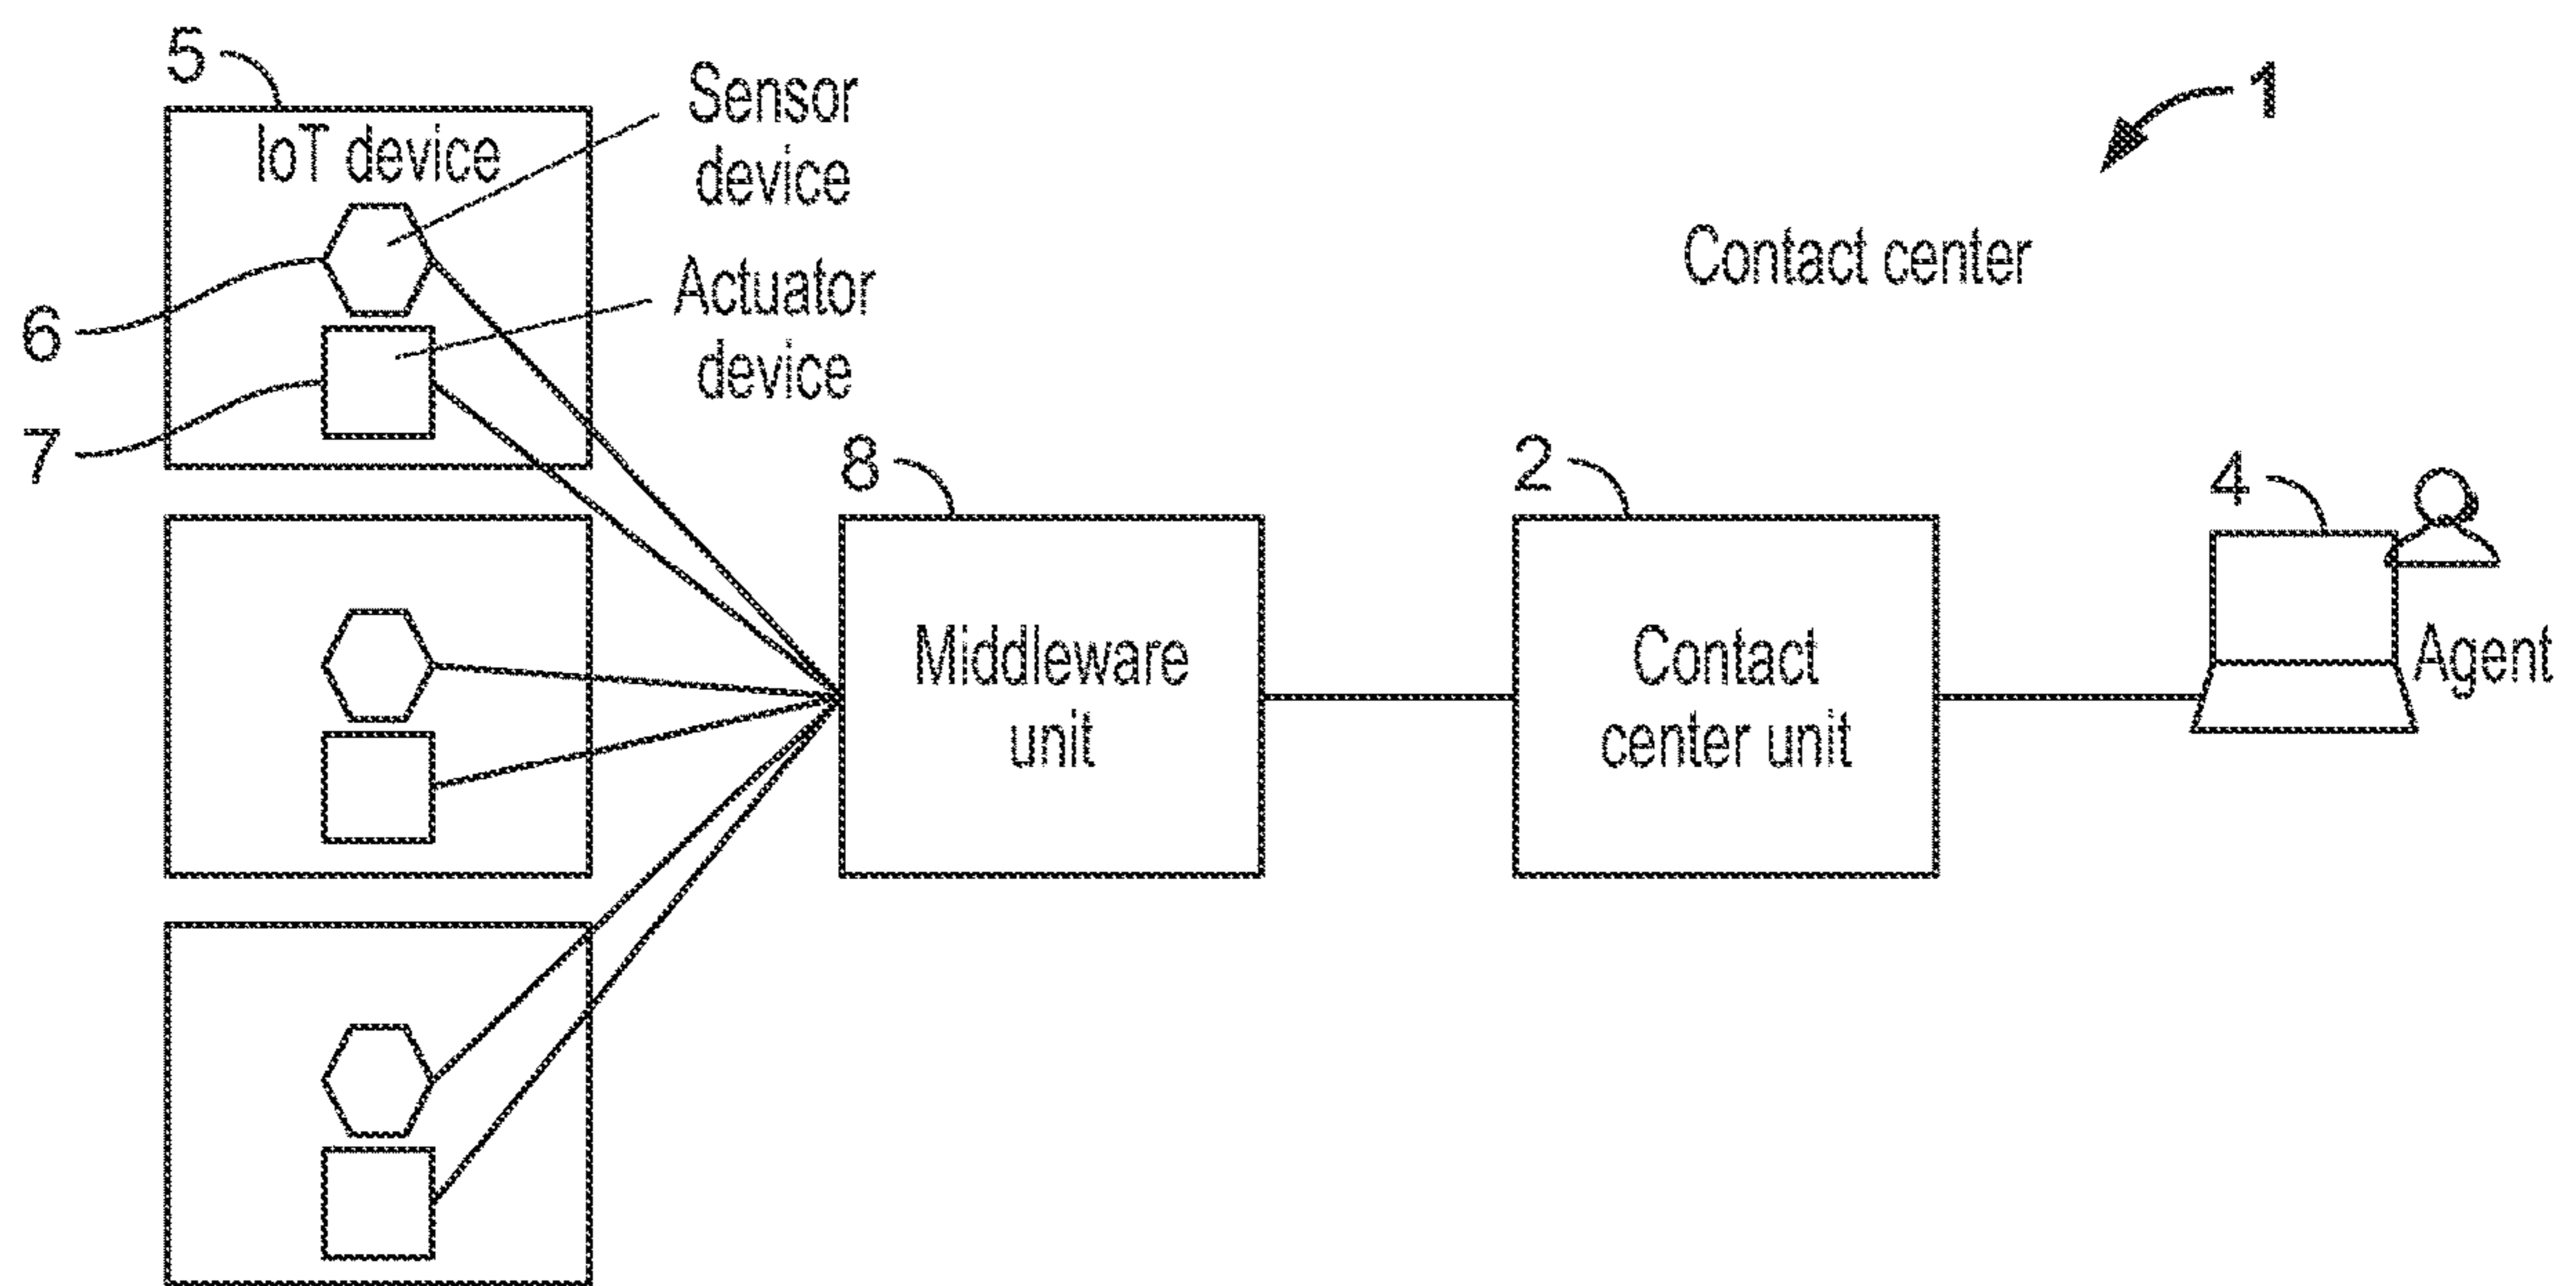 5
IoT device
Sensor
device
6
Actuator
device
7
1
Contact center
8
Middleware
unit
2
Contact
center unit
4
Agent